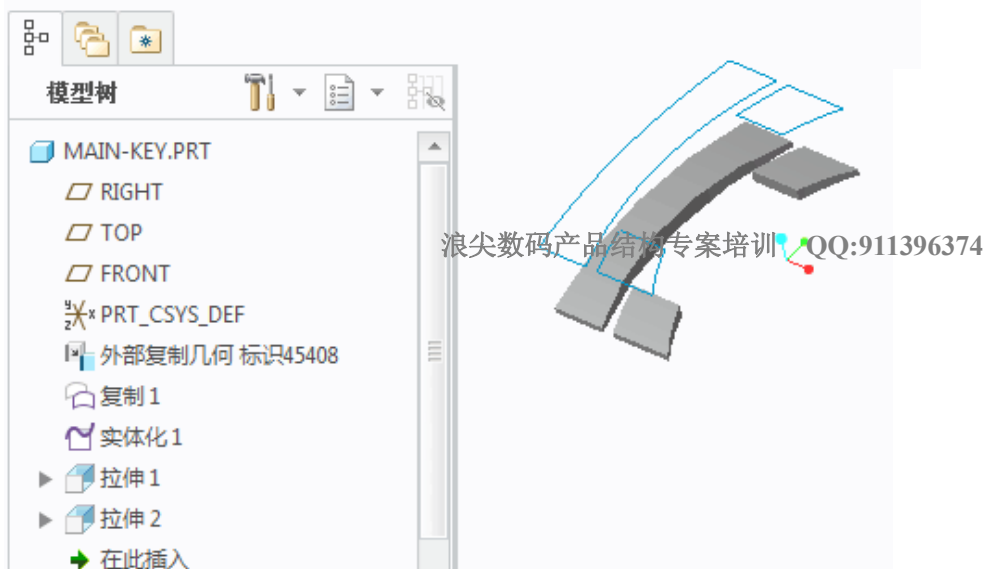 模型树
MAIN-KEY.PRT
RIGHT
TOP
FRONT
PRT_CSYS_DEF
外部复制几何 标识45408
复制 1
实体化 1
拉伸 1
拉伸 2
在此插入
浪尖数码产品结构专案培训 QQ:911396374